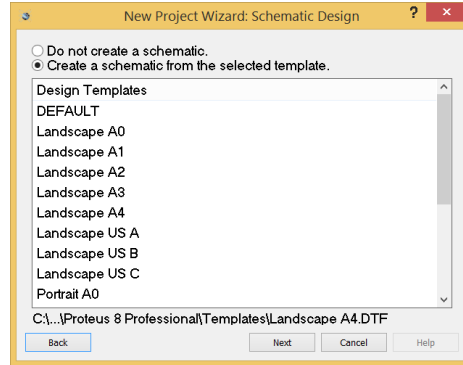 New Project Wizard: Schematic Design
Do not create a schematic.
Create a schematic from the selected template.
Design Templates
DEFAULT
Landscape A0
Landscape A1
Landscape A2
Landscape A3
Landscape A4
Landscape US A
Landscape US B
Landscape US C
Portrait A0
C:\...\Proteus 8 Professional\Templates\Landscape A4.DTF
Back Next Cancel Help